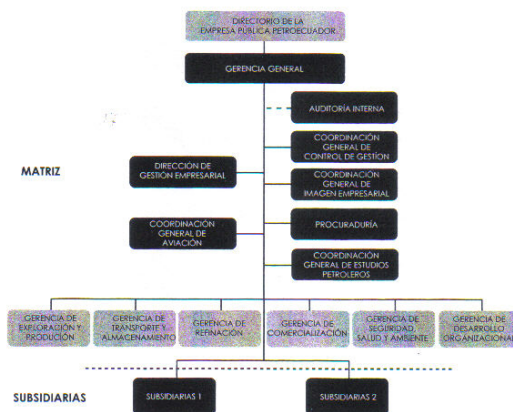 DIRECTORIO DE LA
EMPRESA PÚBLICA PETROECUADOR
GERENCIA GENERAL
AUDITORÍA INTERNA
COORDINACIÓN
GENERAL DE
CONTROL DE GESTIÓN
MATRIZ
DIRECCIÓN DE
GESTIÓN EMPRESARIAL
COORDINACIÓN
GENERAL DE
IMAGEN EMPRESARIAL
COORDINACIÓN
GENERAL DE
AVIACIÓN
PROCURADURÍA
COORDINACIÓN
GENERAL DE ESTUDIOS
PETROLEROS
GERENCIA DE
EXPLORACIÓN Y
PRODUCIÓN
GERENCIA DE
TRANSPORTE Y
ALMACENAMIENTO
GERENCIA DE
REFINACIÓN
GERENCIA DE
COMERCIALIZACIÓN
GERENCIA DE
SEGURIDAD,
SALUD Y AMBIENTE
GERENCIA DE
DESARROLLO
ORGANIZACIONAL
SUBSIDIARIAS
SUBSIDIARIAS 1
SUBSIDIARIAS 2